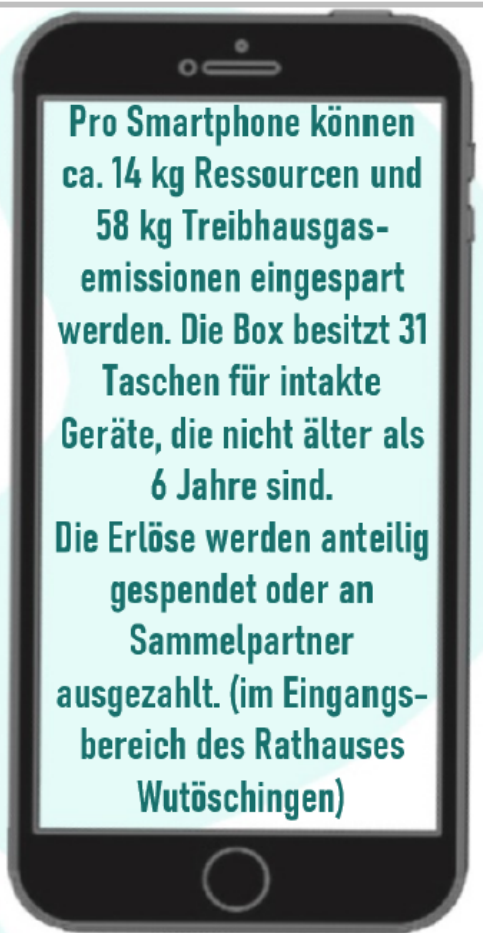 Pro Smartphone können
ca. 14 kg Ressourcen und
58 kg Treibhausgas-
emissionen eingespart
werden. Die Box besitzt 31
Taschen für intakte
Geräte, die nicht älter als
6 Jahre sind.
Die Erlöse werden anteilig
gespendet oder an
Sammelpartner
ausgezahlt. (im Eingangs-
bereich des Rathauses
Wutöschingen)